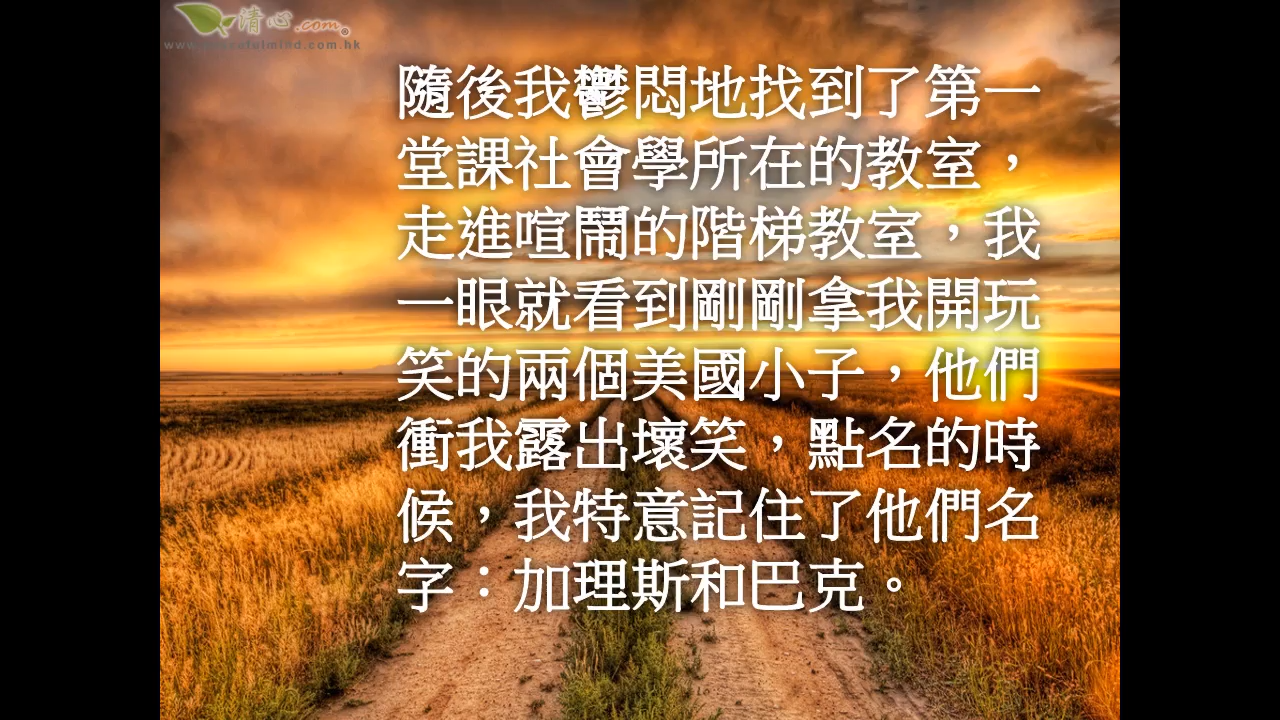 清心.com®
www.peacefulmind.com.hk
隨後我鬱悶地找到了第一
堂課社會學所在的教室，
走進喧鬧的階梯教室，我
一眼就看到剛剛拿我開玩
笑的兩個美國小子，他們
衝我露出壞笑，點名的時
候，我特意記住了他們名
字：加理斯和巴克。